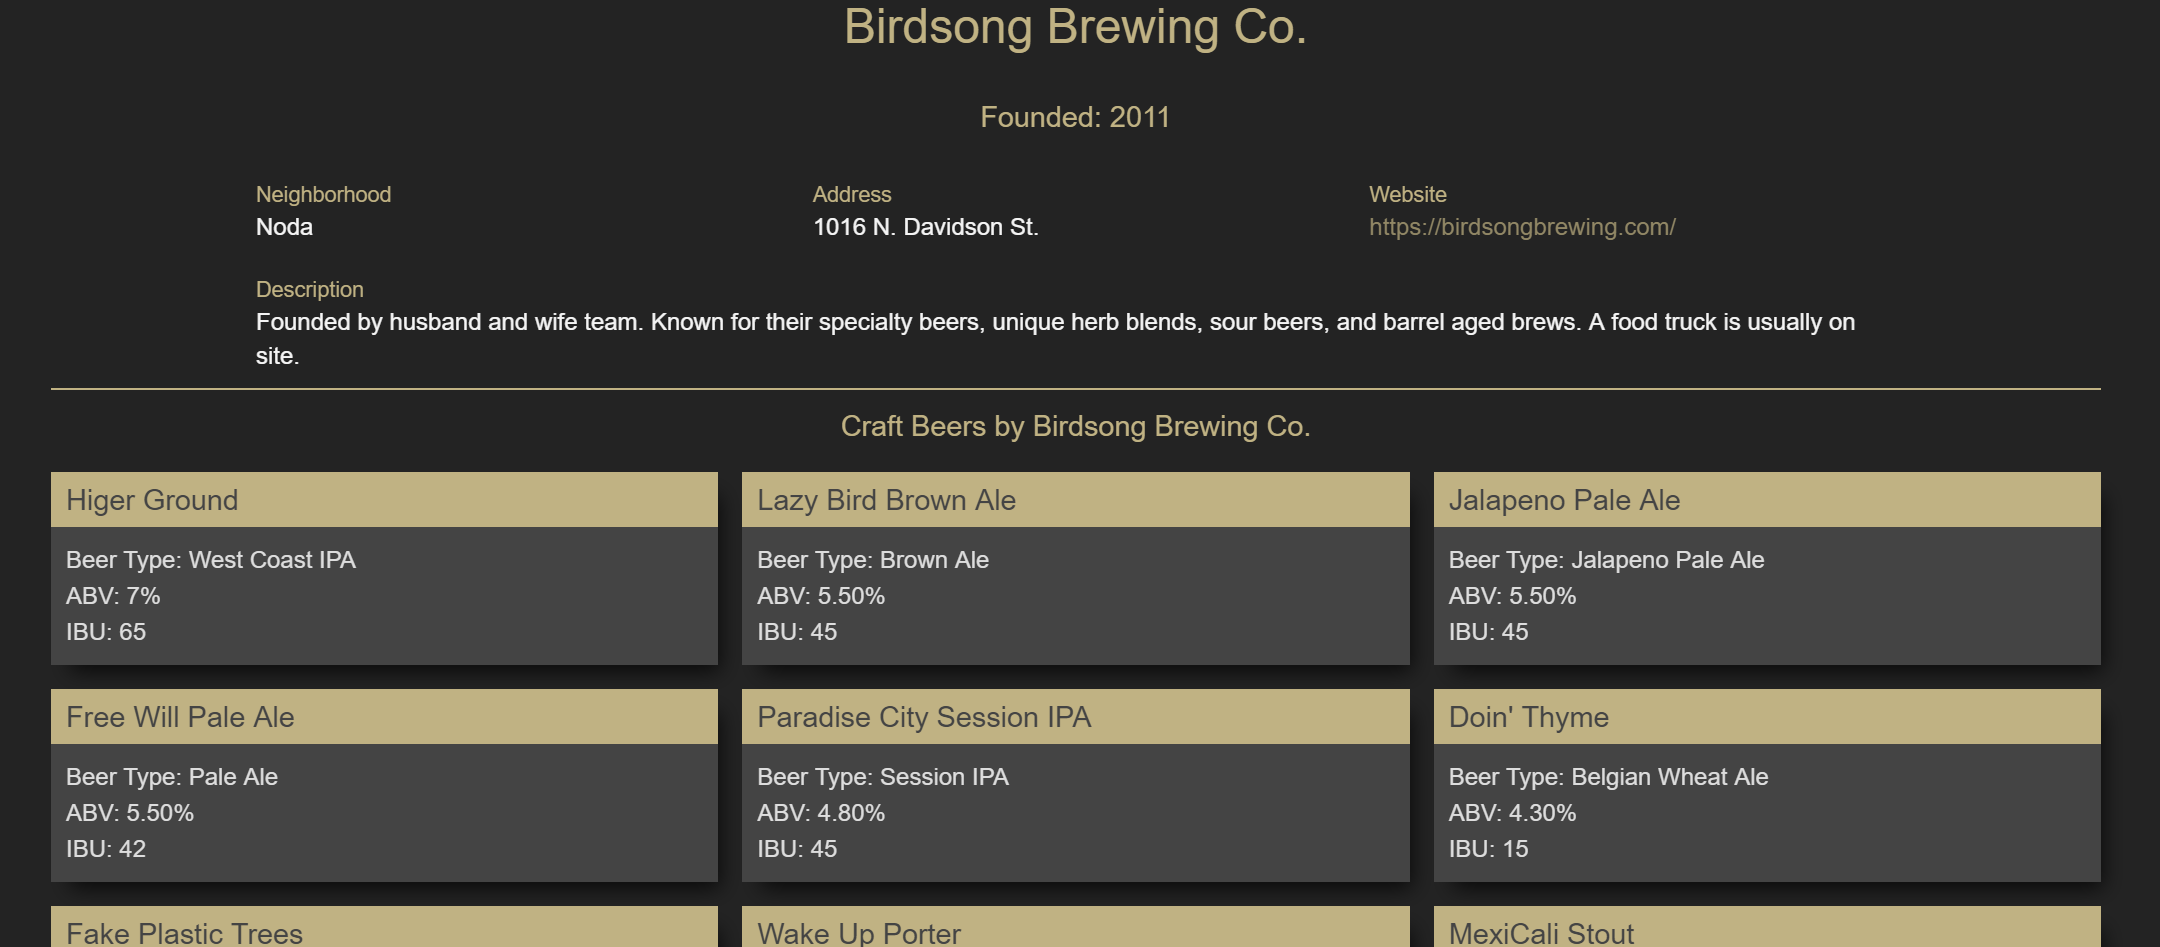 Birdsong Brewing Co.
Founded: 2011
Neighborhood
Noda
Address
1016 N. Davidson St.
Website
https://birdsongbrewing.com/
Description
Founded by husband and wife team. Known for their specialty beers, unique herb blends, sour beers, and barrel aged brews. A food truck is usually on
site.
Craft Beers by Birdsong Brewing Co.
Higer Ground
Beer Type: West Coast IPA
ABV: 7%
IBU: 65
Lazy Bird Brown Ale
Beer Type: Brown Ale
ABV: 5.50%
IBU: 45
Jalapeno Pale Ale
Beer Type: Jalapeno Pale Ale
ABV: 5.50%
IBU: 45
Free Will Pale Ale
Beer Type: Pale Ale
ABV: 5.50%
IBU: 42
Paradise City Session IPA
Beer Type: Session IPA
ABV: 4.80%
IBU: 45
Doin' Thyme
Beer Type: Belgian Wheat Ale
ABV: 4.30%
IBU: 15
Fake Plastic Trees
Wake Up Porter
MexiCali Stout